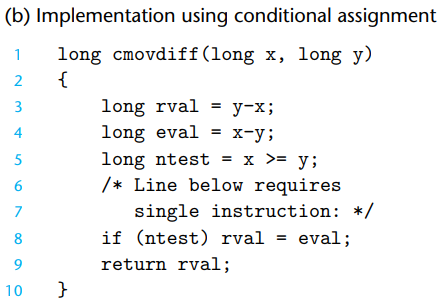 (b) Implementation using conditional assignment
1 long cmovdiff(long x, long y)
2 {
3 long rval = y-x;
4 long eval = x-y;
5 long ntest = x >= y;
6 /* Line below requires
7 single instruction: */
8 if (ntest) rval = eval;
9 return rval;
10 }